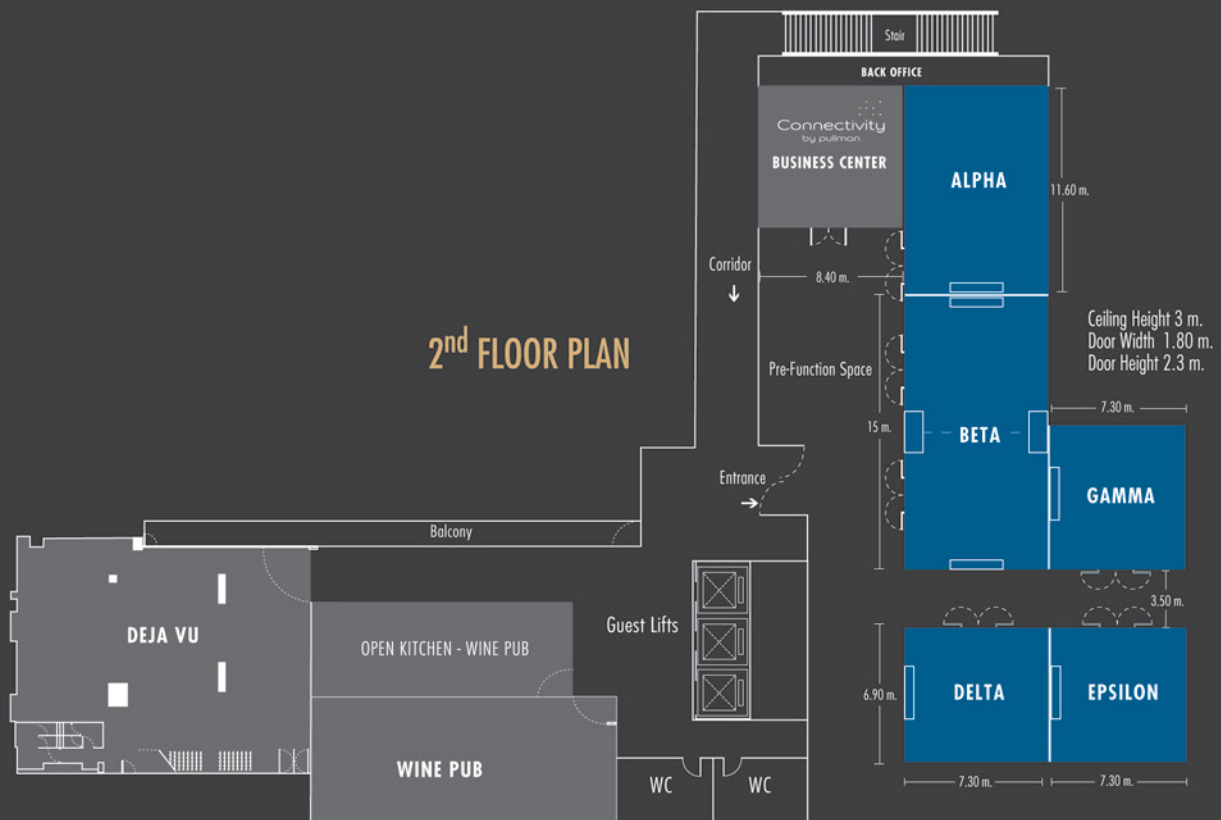 Stair
BACK OFFICE
Connectivity
by pullman
BUSINESS CENTER
ALPHA
11.60 m.
Corridor
8.40 m.
2nd FLOOR PLAN
Ceiling Height 3 m.
Door Width 1.80 m.
Door Height 2.3 m.
Pre-Function Space
7.30 m.
15 m.
BETA
Entrance
GAMMA
Balcony
3.50 m.
Guest Lifts
DEJA VU
OPEN KITCHEN - WINE PUB
6.90 m.
DELTA
EPSILON
WINE PUB
WC
WC
7.30 m.
7.30 m.